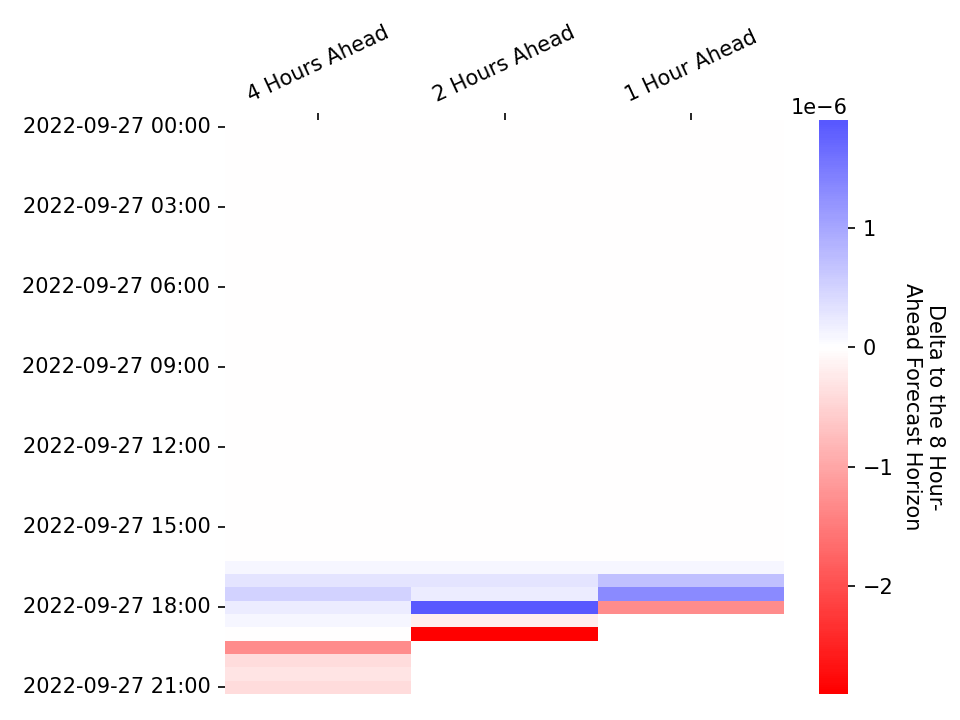 4 Hours Ahead
2 Hours Ahead
1 Hour Ahead
1e−6
2022-09-27 00:00
2022-09-27 03:00
2022-09-27 06:00
2022-09-27 09:00
2022-09-27 12:00
2022-09-27 15:00
2022-09-27 18:00
2022-09-27 21:00
1
0
−1
−2
Delta to the 8 Hour-
Ahead Forecast Horizon